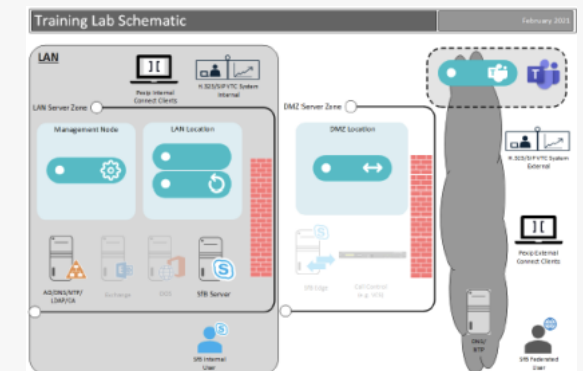 Training Lab Schematic
February 2021
LAN
Pexip Internal
Connect Clients
H.323/SIP VTC System
Internal
LAN Server Zone
DMZ Server Zone
Management Node
LAN Location
DMZ Location
H.323/SIP VTC System
External
Pexip External
Connect Clients
AD/DNS/NTP/
LDAP/CA
Exchange
OOS
SfB Server
SfB Edge
Call Control
(e.g. VCS)
DNS/
NTP
SfB Internal
User
SfB Federated
User